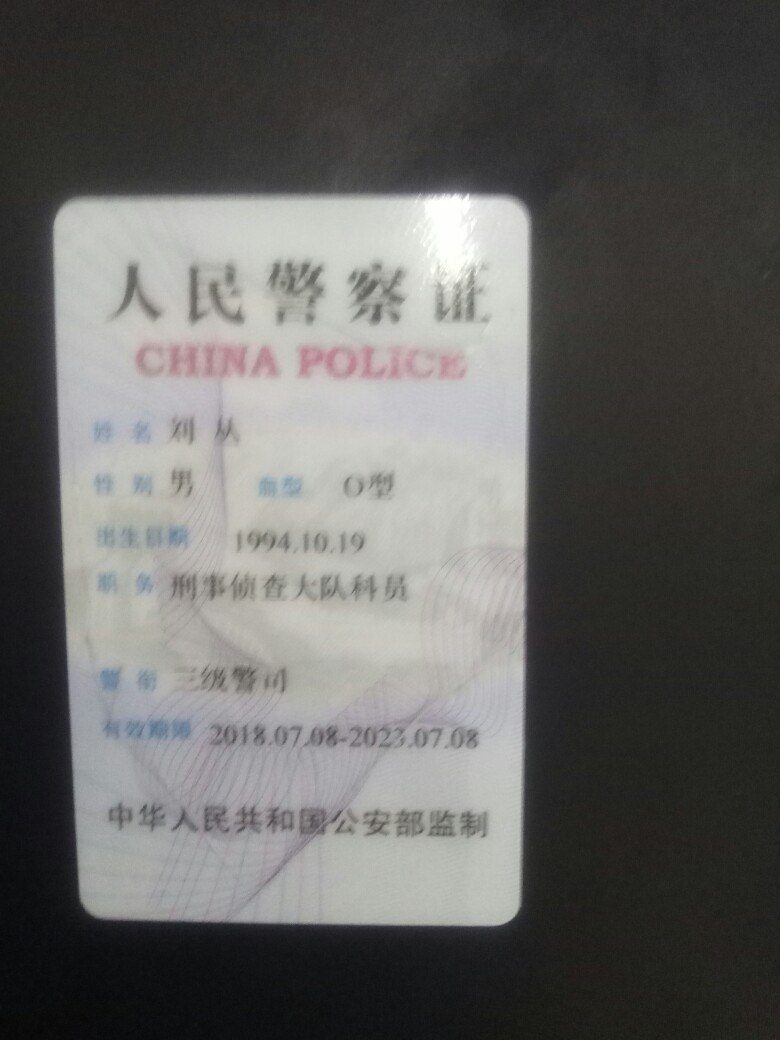 人民警察证
CHINA POLICE
姓 名 刘 从
性 别 男 血型 O型
出生日期 1994.10.19
职 务 刑事侦查大队科员
警 衔 三级警司
有效期限 2018.07.08-2023.07.08
中华人民共和国公安部监制